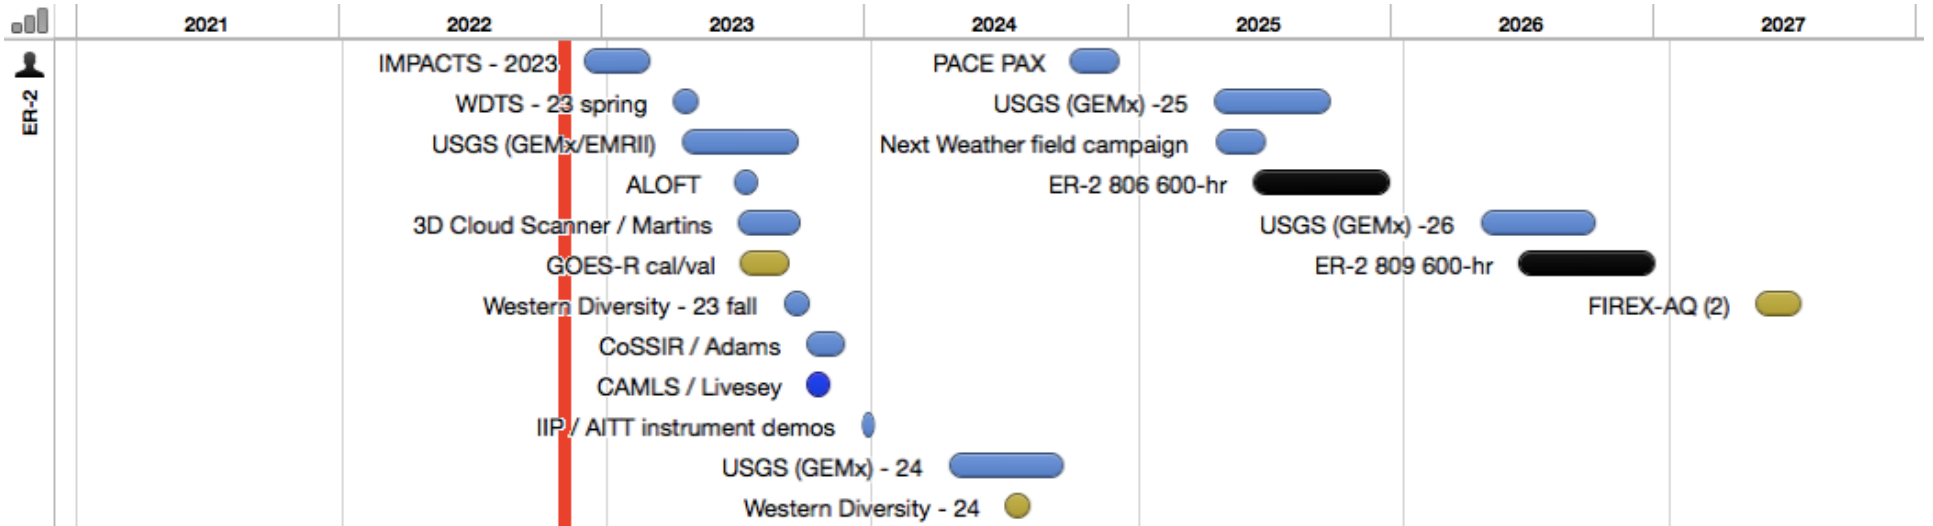 2021 2022 2023 2024 2025 2026 2027
ER-2
IMPACTS - 2023 PACE PAX
WDTS - 23 spring USGS (GEMx) -25
USGS (GEMx/EMRII) Next Weather field campaign
ALOFT ER-2 806 600-hr
3D Cloud Scanner / Martins USGS (GEMx) -26
GOES-R cal/val ER-2 809 600-hr
Western Diversity - 23 fall FIREX-AQ (2)
CoSSIR / Adams
CAMLS / Livesey
IIP / AITT instrument demos
USGS (GEMx) - 24
Western Diversity - 24